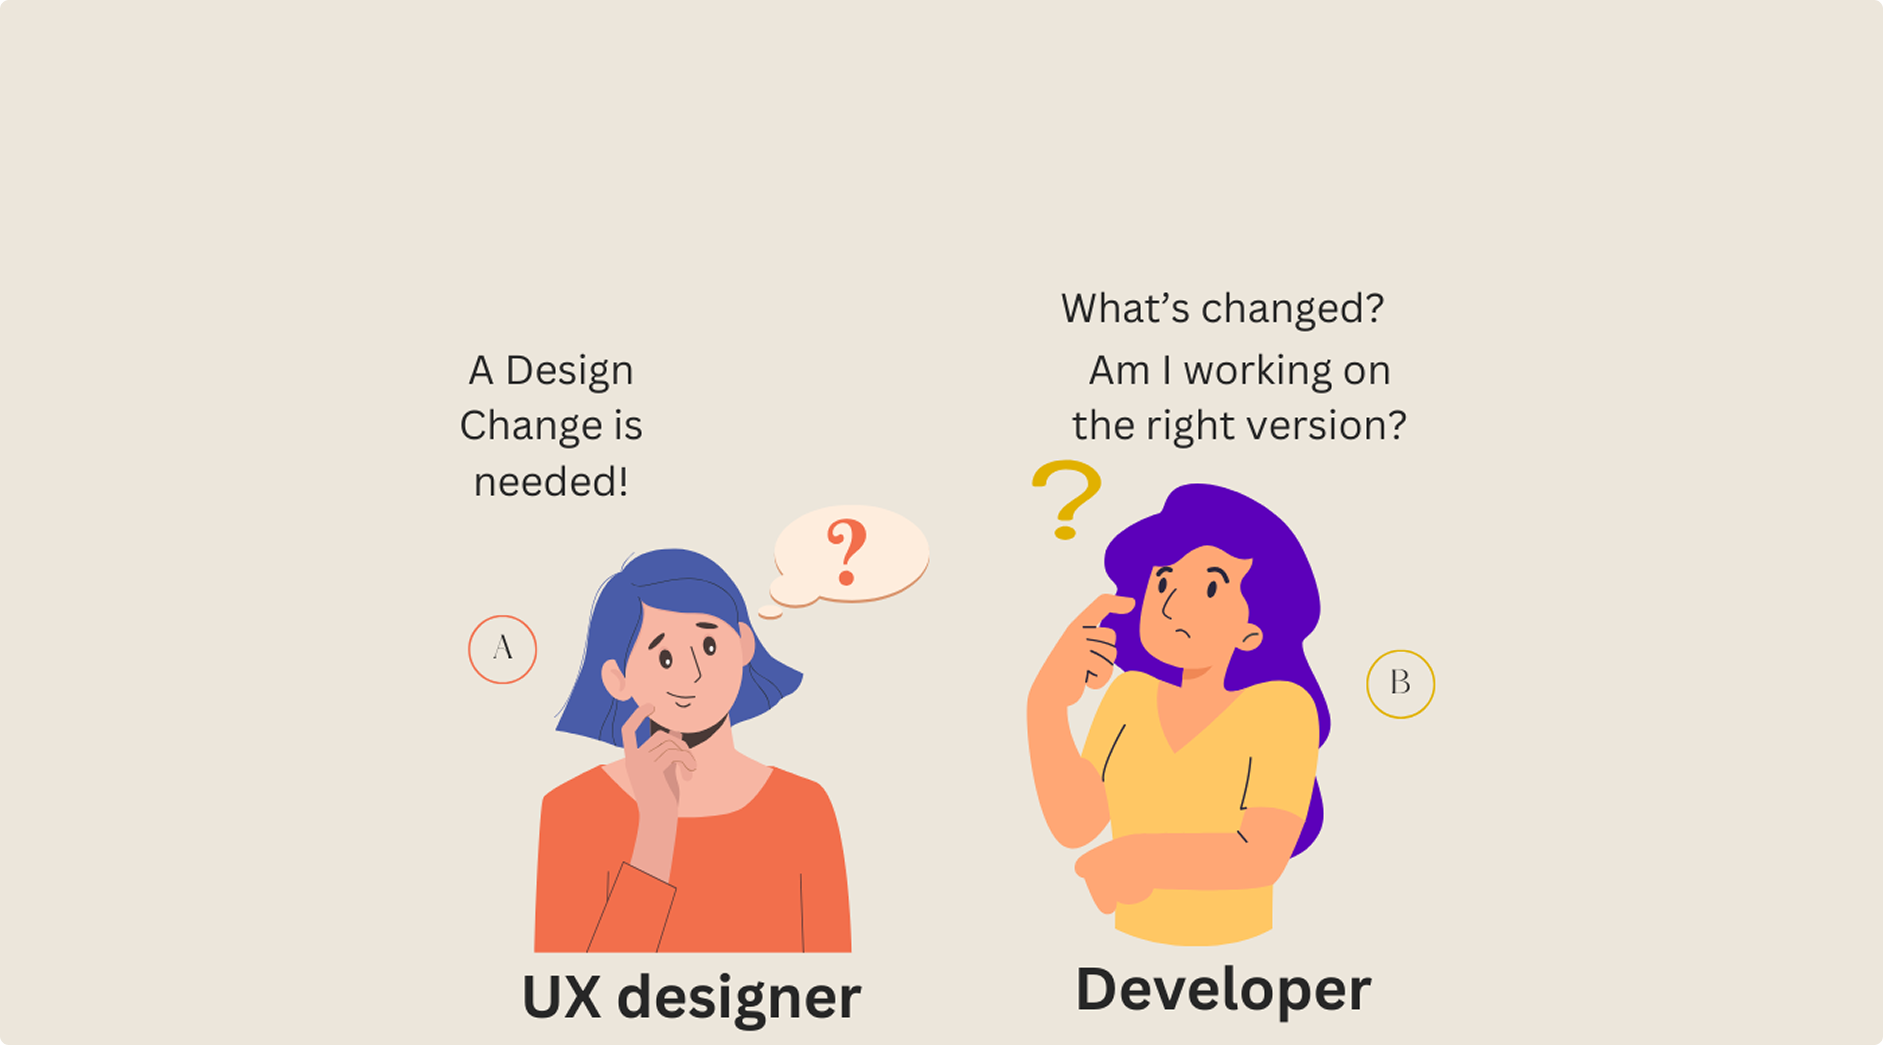 A Design
Change is
needed!
?
A
UX designer
What’s changed?
Am I working on
the right version?
?
B
Developer